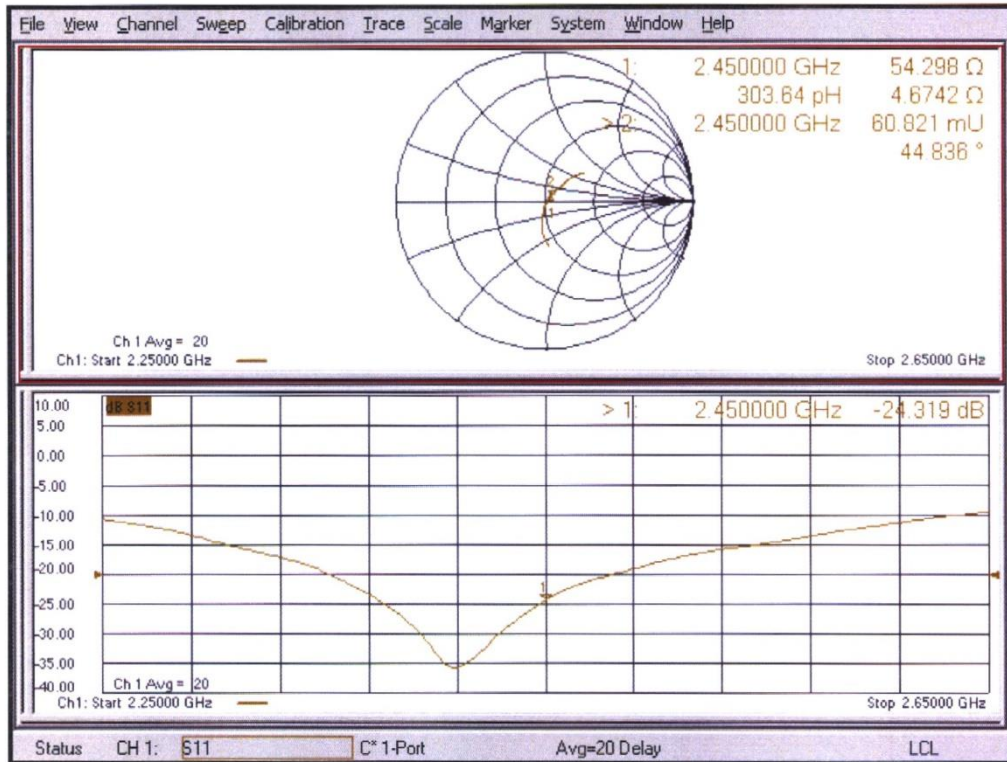 File View Channel Sweep Calibration Trace Scale Marker System Window Help
1: 2.450000 GHz 54.298 Ω
303.64 pH 4.6742 Ω
> 2: 2.450000 GHz 60.821 mU
44.836 °
2
1
Ch 1 Avg = 20
Ch1: Start 2.25000 GHz Stop 2.65000 GHz
10.00 dB S11 > 1: 2.450000 GHz -24.319 dB
5.00
0.00
-5.00
-10.00
-15.00
-20.00
1
-25.00
-30.00
-35.00
-40.00 Ch 1 Avg = 20
Ch1: Start 2.25000 GHz Stop 2.65000 GHz
Status CH 1: S11 C* 1-Port Avg=20 Delay LCL